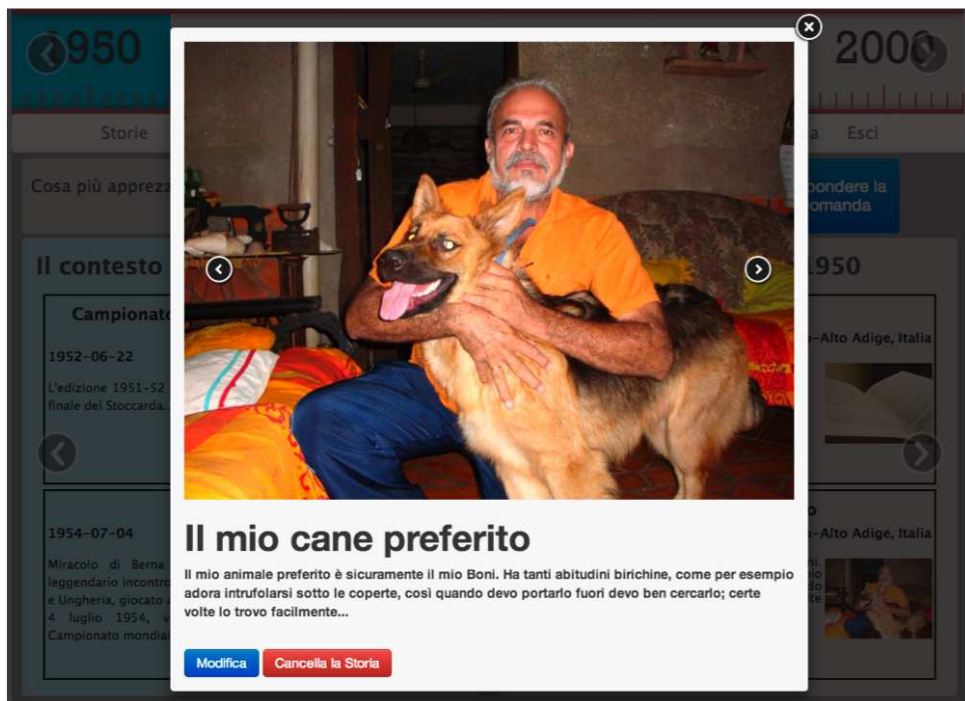 1950
2000
Storie
Esci
Cosa più apprezz
pondere la
omanda
Il contesto
1950
Campionato
1952-06-22
L'edizione 1951-52
finale del Stoccarda..
-Alto Adige, Italia
1954-07-04
Miracolo di Berna
leggendario incontro
e Ungheria, giocato a
4 luglio 1954, v
Campionato mondial
-Alto Adige, Italia
Il mio cane preferito
Il mio animale preferito è sicuramente il mio Boni. Ha tanti abitudini birichine, come per esempio
adora intrufolarsi sotto le coperte, così quando devo portarlo fuori devo ben cercarlo; certe
volte lo trovo facilmente...
Modifica
Cancella la Storia